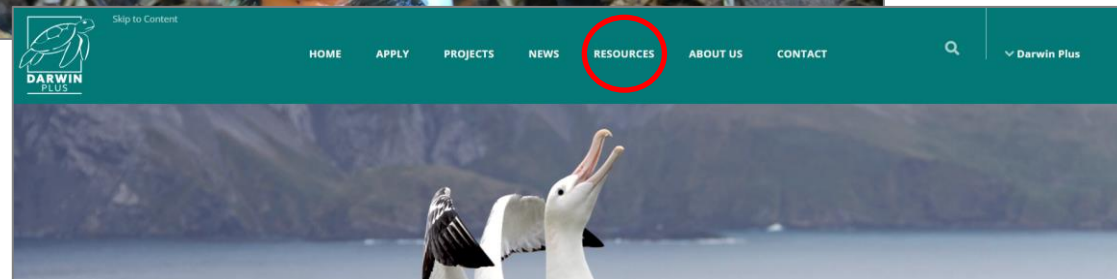 Skip to Content
DARWIN
PLUS
HOME APPLY PROJECTS NEWS RESOURCES ABOUT US CONTACT
Darwin Plus